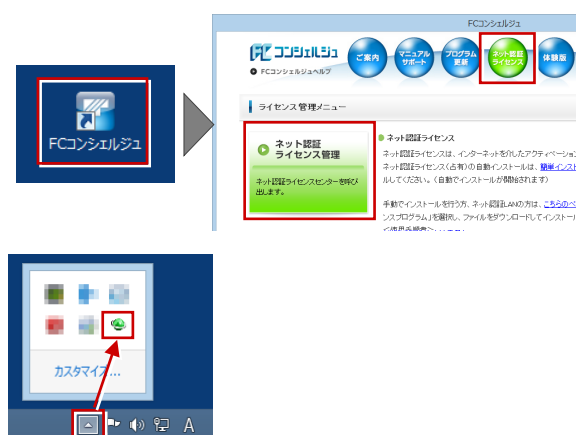 FCコンシェルジュ
FCコンシェルジュ
FC コンシェルジュ
FCコンシェルジュヘルプ
ご案内
マニュアル
サポート
プログラム
更新
ネット認証
ライセンス
体験版
ライセンス管理メニュー
ネット認証
ライセンス管理
ネット認証ライセンスセンターを呼び
出します。
ネット認証ライセンス
ネット認証ライセンスは、インターネットを介したアクティベーション
ネット認証ライセンス(占有)の自動インストールは、簡単インスト
ルしてください。(自動でインストールが開始されます)
手動でインストールを行う方、ネット認証LANの方は、こちらのペ
ンスプログラム」を選択し、ファイルをダウンロードしてインストール
カスタマイズ...
A